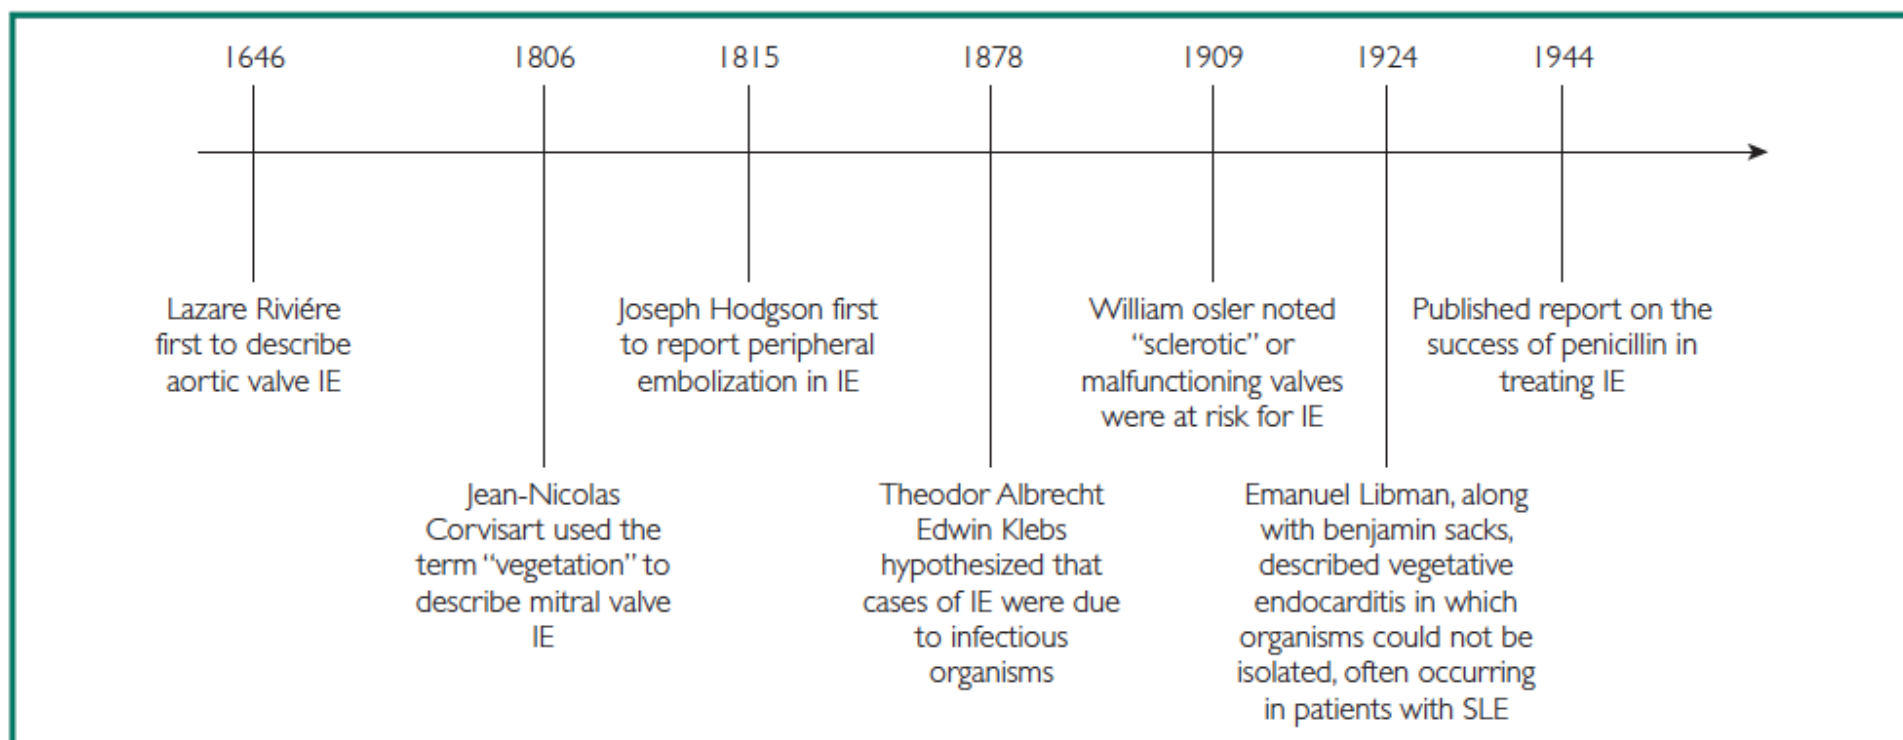 1646
1806
1815
1878
1909
1924
1944
Lazare Riviére
first to describe
aortic valve IE
Jean-Nicolas
Corvisart used the
term “vegetation” to
describe mitral valve
IE
Joseph Hodgson first
to report peripheral
embolization in IE
Theodor Albrecht
Edwin Klebs
hypothesized that
cases of IE were due
to infectious
organisms
William osler noted
“sclerotic” or
malfunctioning valves
were at risk for IE
Emanuel Libman, along
with benjamin sacks,
described vegetative
endocarditis in which
organisms could not be
isolated, often occurring
in patients with SLE
Published report on the
success of penicillin in
treating IE